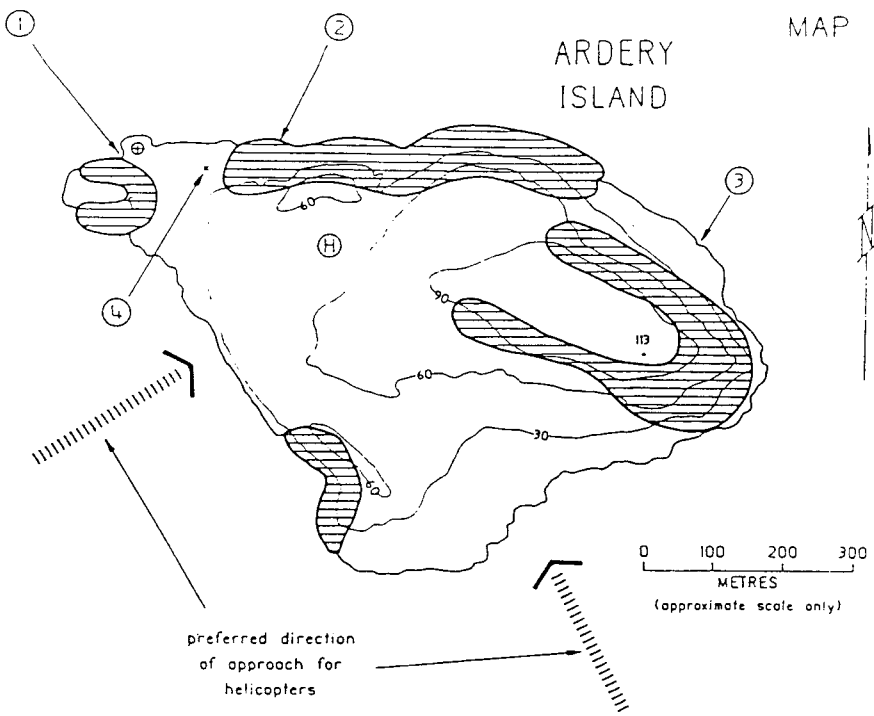 MAP
ARDERY
ISLAND
1
2
3
4
H
60
90
113
60
30
60
N
0 100 200 300
METRES
(approximate scale only)
preferred direction
of approach for
helicopters